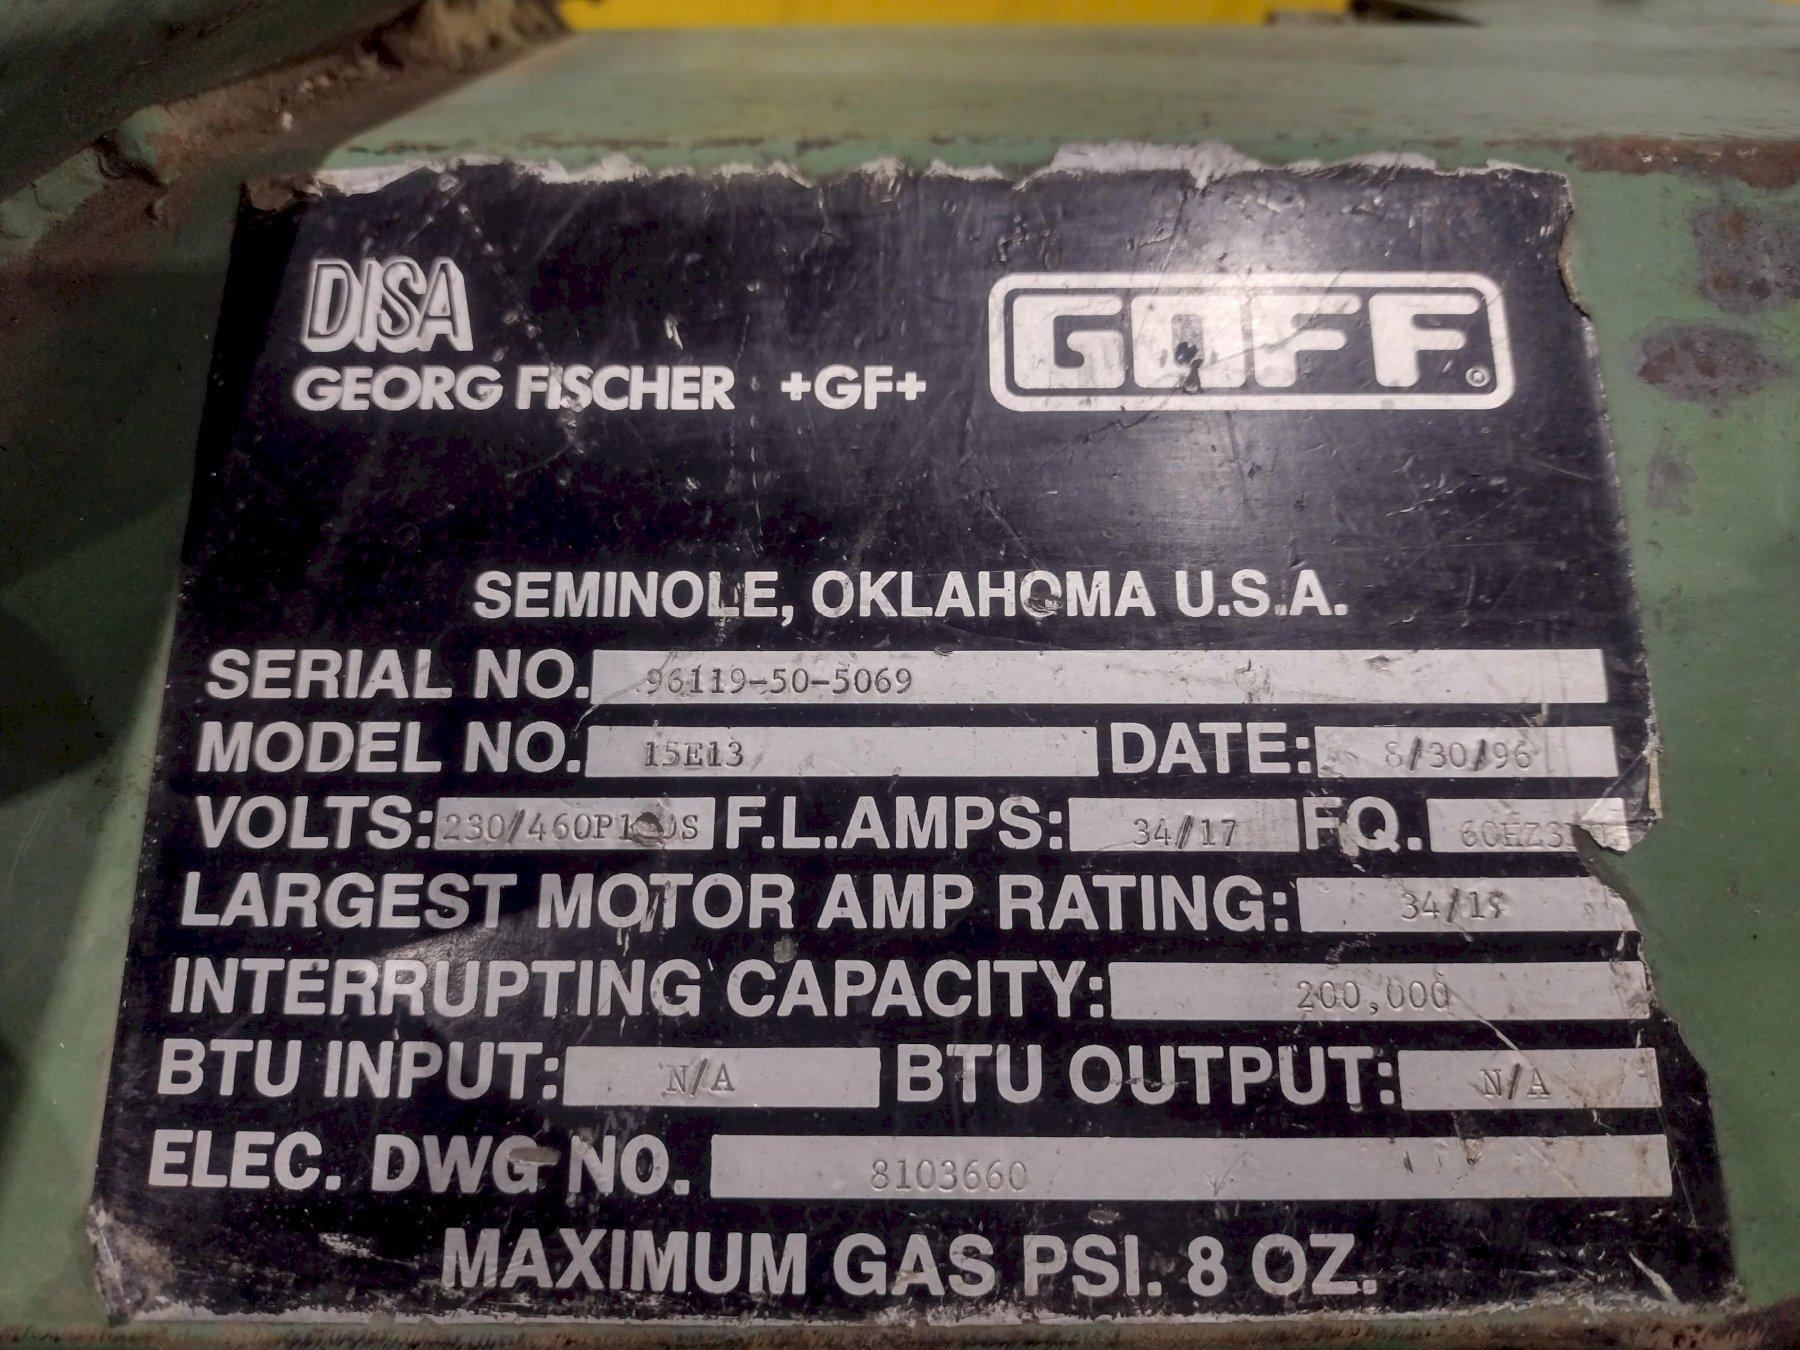 DISA
GEORG FISCHER +GF+
GOFF®
SEMINOLE, OKLAHOMA U.S.A.
SERIAL NO. 96119-50-5069
MODEL NO. 15E13 DATE: 8/30/96
VOLTS: F.L.AMPS: 34/17 FQ.
LARGEST MOTOR AMP RATING:
INTERRUPTING CAPACITY: 200,000
BTU INPUT: N/A BTU OUTPUT: N/A
ELEC. DWG NO. 8103660
MAXIMUM GAS PSI. 8 OZ.